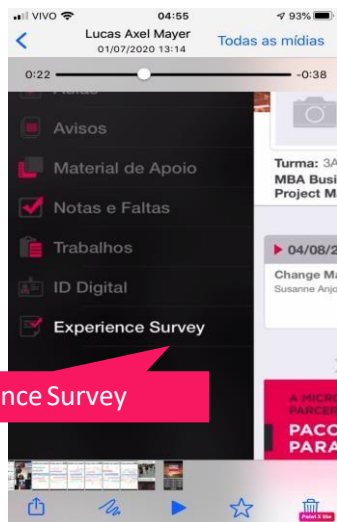 VIVO 04:55 93%
Lucas Axel Mayer
01/07/2020 13:14
Todas as mídias
0:22 -0:38
Avisos
Material de Apoio
Notas e Faltas
Trabalhos
ID Digital
Experience Survey
Turma: 3A
MBA Busi
Project M
04/08/2
Change Ma
Susanne Anjo
nce Survey
A MICRO
PARCER
PACO
PARA